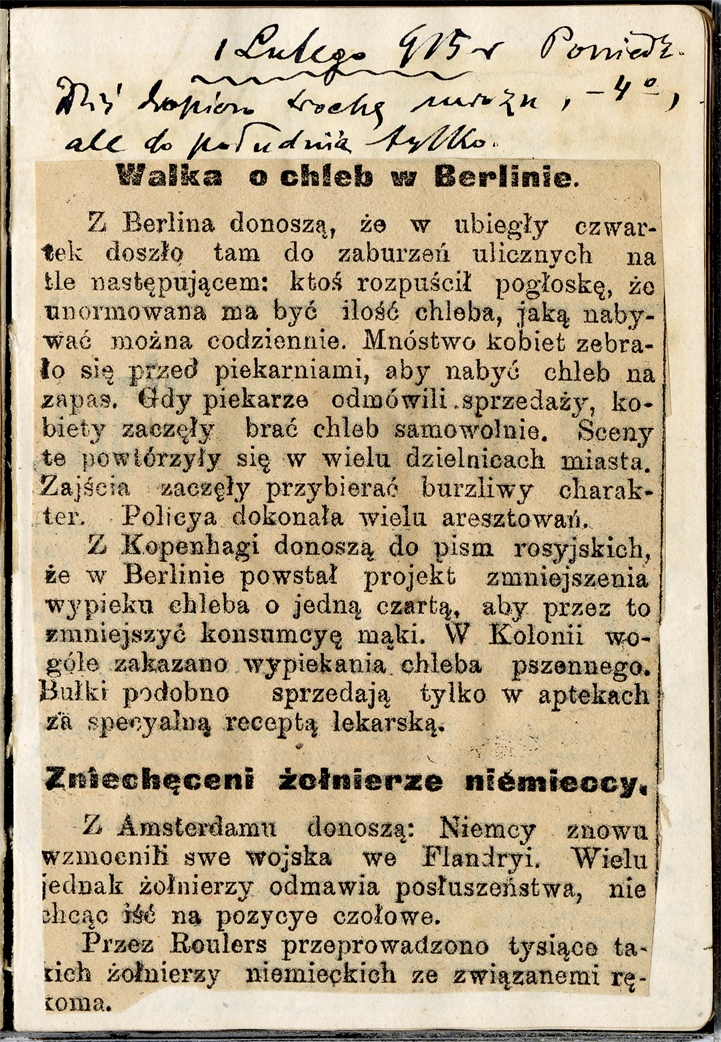 1 Lutego 915 r Poniedz.
Dziś dopiero trochę mrozu, – 4°,
ale do południa tylko.
Walka o chleb w Berlinie.
Z Berlina donoszą, że w ubiegły czwar-
tek doszło tam do zaburzeń ulicznych na
tle następującem: ktoś rozpuścił pogłoskę, że
unormowana ma być ilość chleba, jaką naby-
wać można codziennie. Mnóstwo kobiet zebra-
ło się przed piekarniami, aby nabyć chleb na
zapas. Gdy piekarze odmówili sprzedaży, ko-
biety zaczęły brać chleb samowolnie. Sceny
te powtórzyły się w wielu dzielnicach miasta.
Zajścia zaczęły przybierać burzliwy charak-
ter. Policya dokonała wielu aresztowań.
Z Kopenhagi donoszą do pism rosyjskich,
że w Berlinie powstał projekt zmniejszenia
wypieku chleba o jedną czartą, aby przez to
zmniejszyć konsumcyę mąki. W Kolonii wo-
góle zakazano wypiekania chleba pszennego.
Bułki podobno sprzedają tylko w aptekach
za specyalną receptą lekarską.
Zniechęceni żołnierze niemieccy.
Z Amsterdamu donoszą: Niemcy znowu
wzmocnili swe wojska we Flandryi. Wielu
jednak żołnierzy odmawia posłuszeństwa, nie
chcąc iść na pozycye czołowe.
Przez Roulers przeprowadzono tysiące ta-
kich żołnierzy niemieckich ze związanemi rę-
koma.